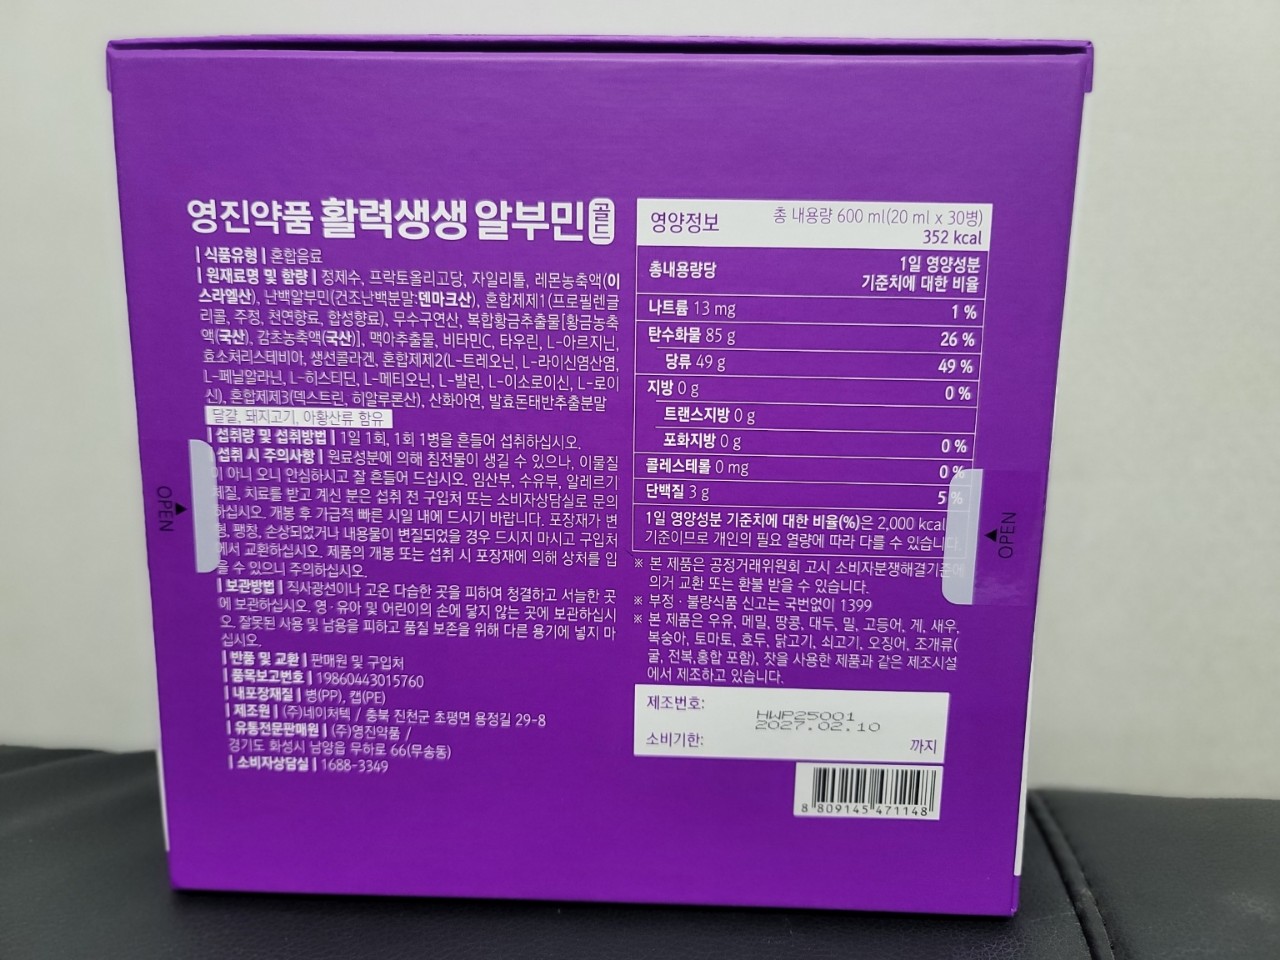 영진약품 활력생생 알부민 골드
| 식품유형 | 혼합음료
| 원재료명 및 함량 | 정제수, 프락토올리고당, 자일리톨, 레몬농축액(이
스라엘산), 난백알부민(건조난백분말:덴마크산), 혼합제제1(프로필렌글
리콜, 주정, 천연향료, 합성향료), 무수구연산, 복합황금추출물[황금농축
액(국산), 감초농축액(국산)], 맥아추출물, 비타민C, 타우린, L-아르지닌,
효소처리스테비아, 생선콜라겐, 혼합제제2(L-트레오닌, L-라이신염산염,
L-페닐알라닌, L-히스티딘, L-메티오닌, L-발린, L-이소로이신, L-로이
신), 혼합제제3(덱스트린, 히알루론산), 산화아연, 발효돈태반추출분말
달걀, 돼지고기, 아황산류 함유
| 섭취량 및 섭취방법 | 1일 1회, 1회 1병을 흔들어 섭취하십시오.
| 섭취 시 주의사항 | 원료성분에 의해 침전물이 생길 수 있으나, 이물질
이 아니 오니 안심하시고 잘 흔들어 드십시오. 임산부, 수유부, 알레르기
체질, 치료를 받고 계신 분은 섭취 전 구입처 또는 소비자상담실로 문의
하십시오. 개봉 후 가급적 빠른 시일 내에 드시기 바랍니다. 포장재가 변
형, 팽창, 손상되었거나 내용물이 변질되었을 경우 드시지 마시고 구입처
에서 교환하십시오. 제품의 개봉 또는 섭취 시 포장재에 의해 상처를 입
을 수 있으니 주의하십시오.
| 보관방법 | 직사광선이나 고온 다습한 곳을 피하여 청결하고 서늘한 곳
에 보관하십시오. 영·유아 및 어린이의 손에 닿지 않는 곳에 보관하십시
오. 잘못된 사용 및 남용을 피하고 품질 보존을 위해 다른 용기에 넣지 마
십시오.
| 반품 및 교환 | 판매원 및 구입처
| 품목보고번호 | 19860443015760
| 내포장재질 | 병(PP), 캡(PE)
| 제조원 | (주)네이처텍 / 충북 진천군 초평면 용정길 29-8
| 유통전문판매원 | (주)영진약품 /
경기도 화성시 남양읍 무하로 66(무송동)
| 소비자상담실 | 1688-3349
OPEN
영양정보 총 내용량 600 ml(20 ml x 30병)
352 kcal
총내용량당 1일 영양성분
기준치에 대한 비율
나트륨 13 mg 1 %
탄수화물 85 g 26 %
당류 49 g 49 %
지방 0 g 0 %
트랜스지방 0 g
포화지방 0 g 0 %
콜레스테롤 0 mg 0 %
단백질 3 g 5 %
1일 영양성분 기준치에 대한 비율(%)은 2,000 kcal
기준이므로 개인의 필요 열량에 따라 다를 수 있습니다.
※ 본 제품은 공정거래위원회 고시 소비자분쟁해결기준에
의거 교환 또는 환불 받을 수 있습니다.
※ 부정·불량식품 신고는 국번없이 1399
※ 본 제품은 우유, 메밀, 땅콩, 대두, 밀, 고등어, 게, 새우,
복숭아, 토마토, 호두, 닭고기, 쇠고기, 오징어, 조개류(
굴, 전복,홍합 포함), 잣을 사용한 제품과 같은 제조시설
에서 제조하고 있습니다.
OPEN
제조번호: HWP25001
2027.02.10
소비기한: 까지
8 809145 471148